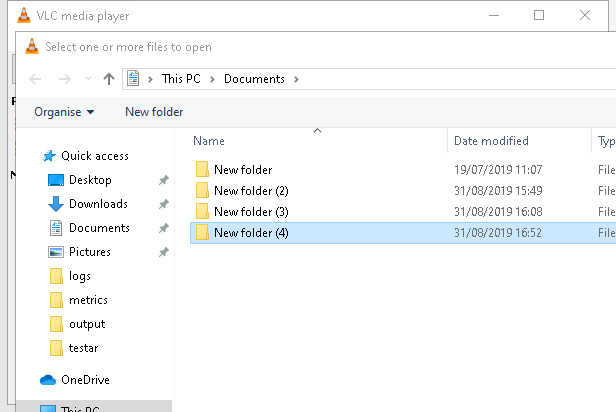 VLC media player
Select one or more files to open
This PC > Documents >
Organise New folder
Name Date modified Typ
Quick access
Desktop
Downloads
Documents
Pictures
logs
metrics
output
testar
OneDrive
This PC
New folder 19/07/2019 11:07 File
New folder (2) 31/08/2019 15:49 File
New folder (3) 31/08/2019 16:08 File
New folder (4) 31/08/2019 16:52 File